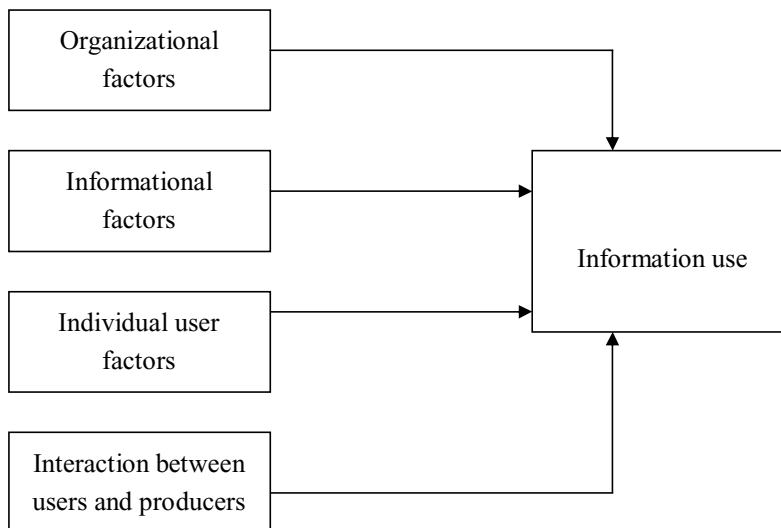 Organizational
factors
Informational
factors
Individual user
factors
Interaction between
users and producers
Information use